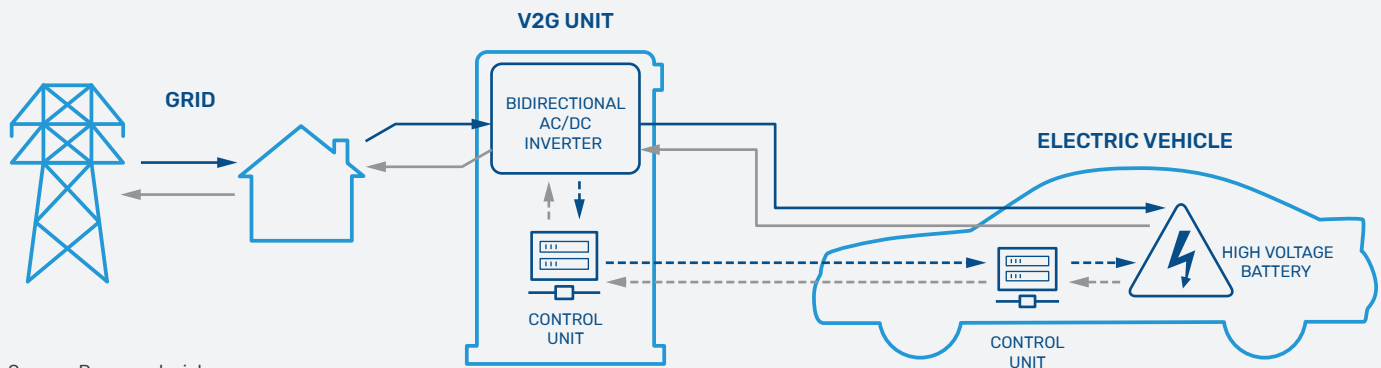 V2G UNIT
GRID
BIDIRECTIONAL
AC/DC
INVERTER
ELECTRIC VEHICLE
HIGH VOLTAGE
BATTERY
CONTROL
UNIT
CONTROL
UNIT